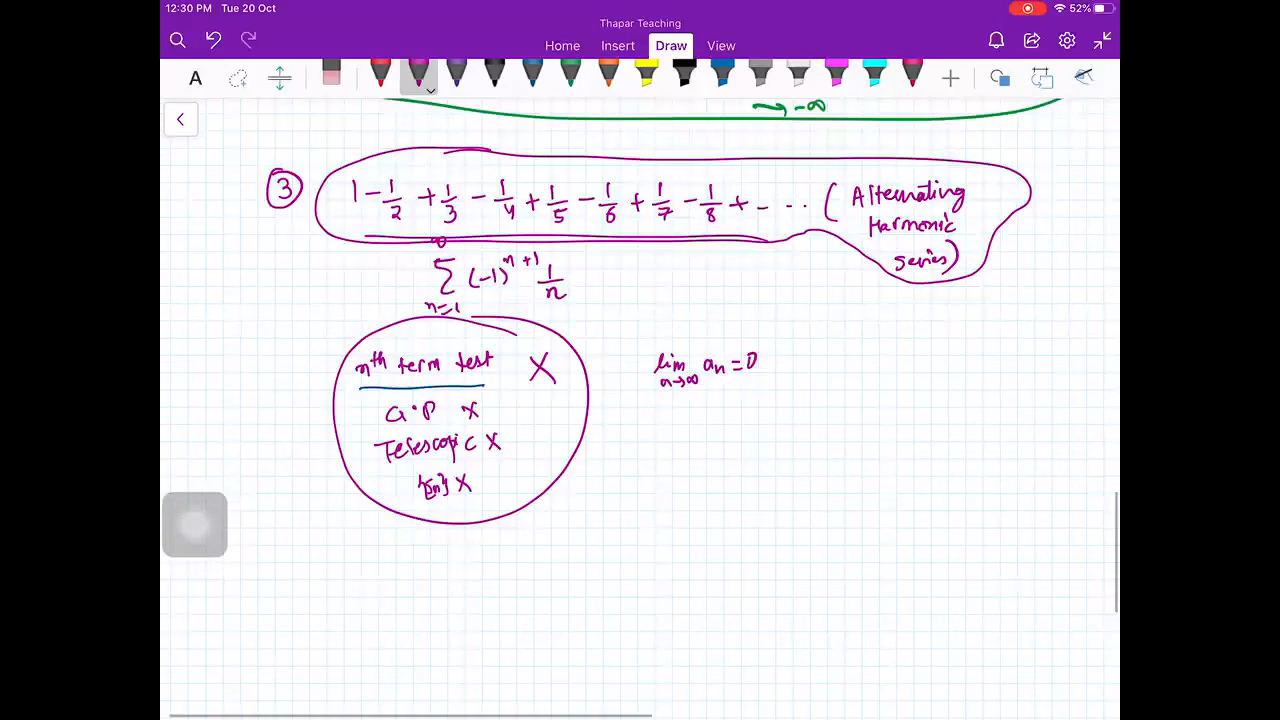 12:30 PM Tue 20 Oct
52%
Thapar Teaching
Home Insert Draw View
A
→ -∞
③ 1 - 1/2 + 1/3 - 1/4 + 1/5 - 1/6 + 1/7 - 1/8 + - ... (Alternating
Harmonic
series)
∞
∑ (-1)^{n+1} 1/n
n=1
nth term test X
G.P X
Telescopic X
{Sn} X
lim a_n = 0
n→∞